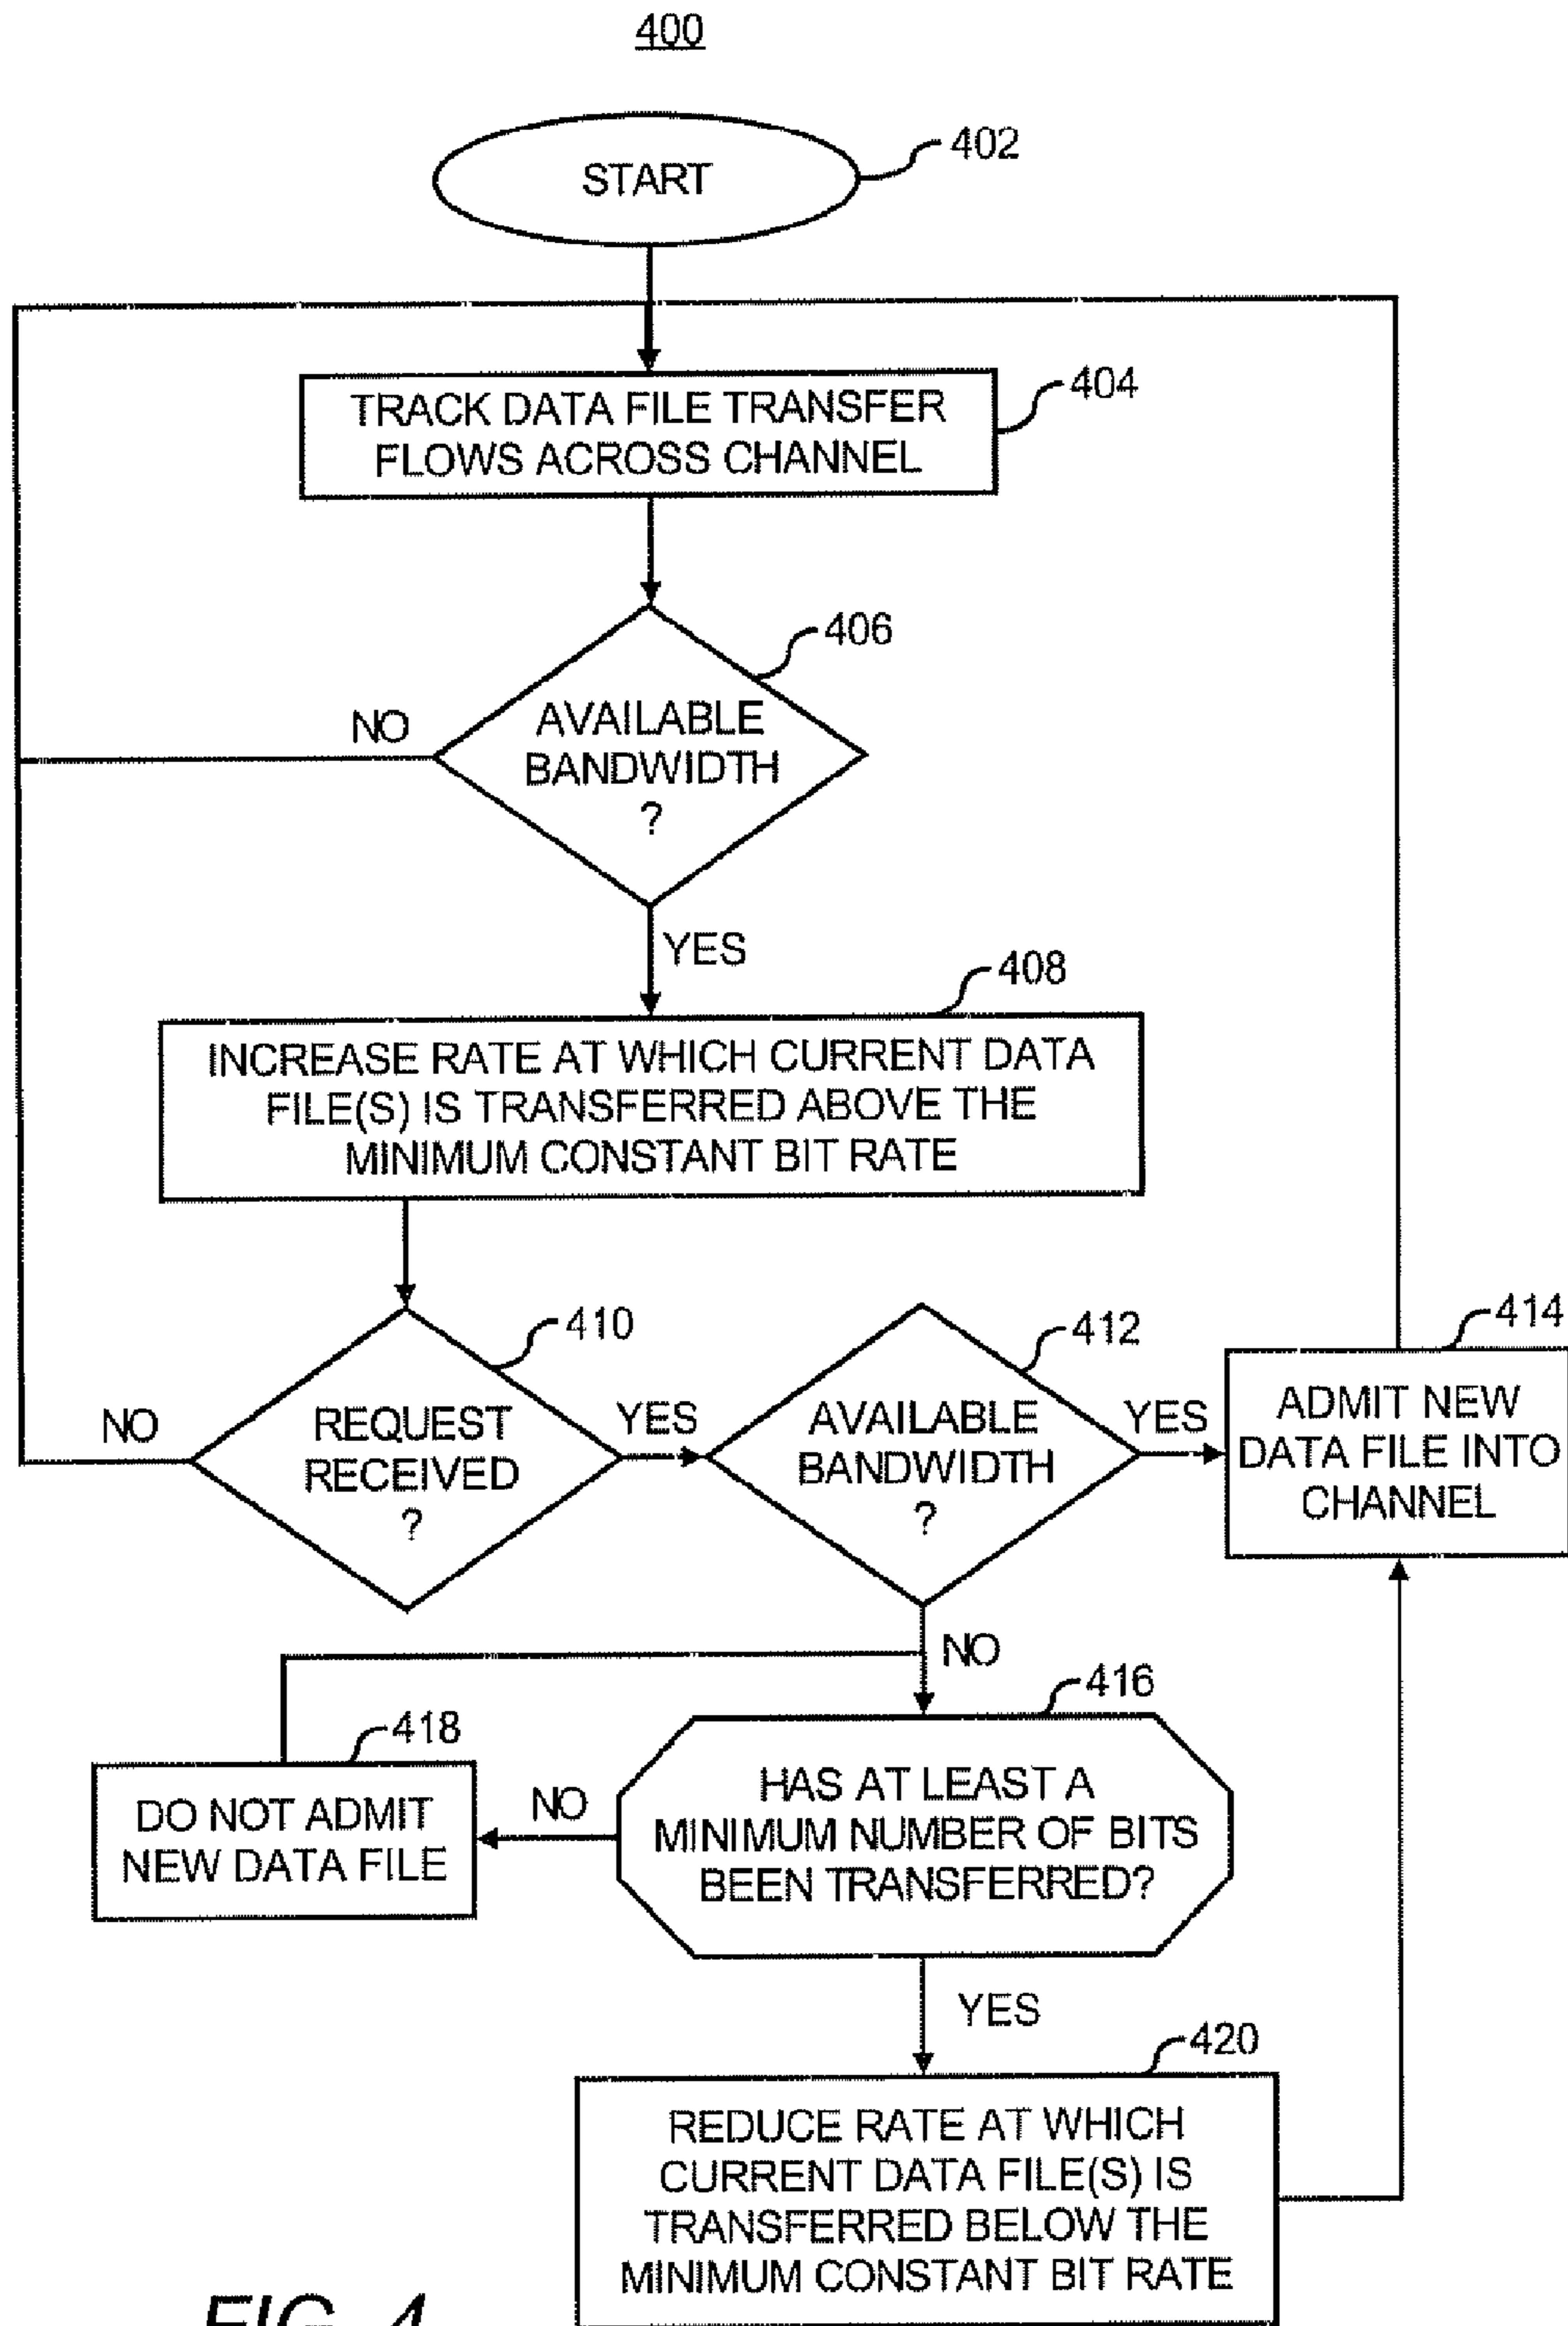 400
START
402
TRACK DATA FILE TRANSFER
FLOWS ACROSS CHANNEL
404
AVAILABLE
BANDWIDTH
?
406
NO
YES
408
INCREASE RATE AT WHICH CURRENT DATA
FILE(S) IS TRANSFERRED ABOVE THE
MINIMUM CONSTANT BIT RATE
REQUEST
RECEIVED
?
410
NO
YES
AVAILABLE
BANDWIDTH
?
412
YES
414
ADMIT NEW
DATA FILE INTO
CHANNEL
NO
416
HAS AT LEAST A
MINIMUM NUMBER OF BITS
BEEN TRANSFERRED?
NO
418
DO NOT ADMIT
NEW DATA FILE
YES
420
REDUCE RATE AT WHICH
CURRENT DATA FILE(S) IS
TRANSFERRED BELOW THE
MINIMUM CONSTANT BIT RATE
FIG. 4